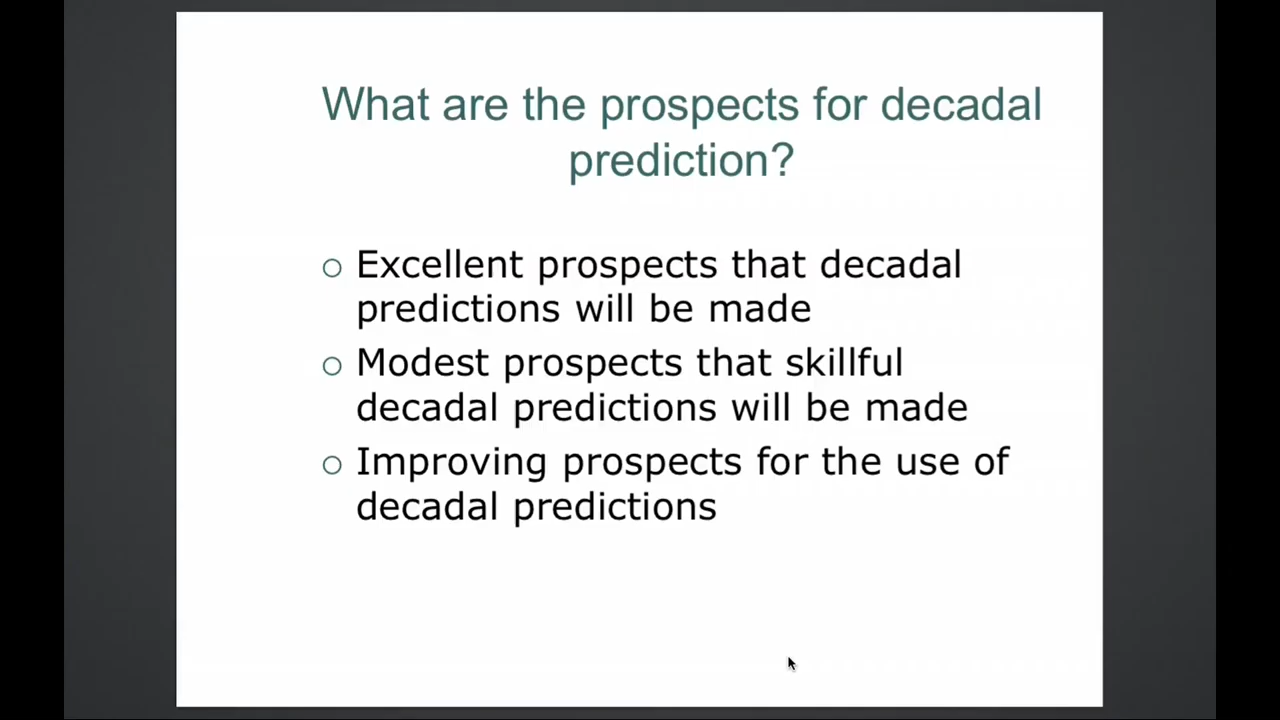 What are the prospects for decadal
prediction?
○ Excellent prospects that decadal
predictions will be made
○ Modest prospects that skillful
decadal predictions will be made
○ Improving prospects for the use of
decadal predictions